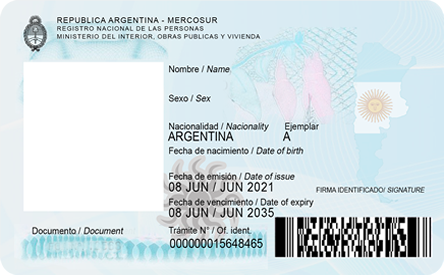 REPUBLICA ARGENTINA - MERCOSUR
REGISTRO NACIONAL DE LAS PERSONAS
MINISTERIO DEL INTERIOR, OBRAS PUBLICAS Y VIVIENDA
Nombre / Name
Sexo / Sex
Nacionalidad / Nacionality Ejemplar
ARGENTINA A
Fecha de nacimiento / Date of birth
Fecha de emisión / Date of issue
08 JUN / JUN 2021
FIRMA IDENTIFICADO/ SIGNATURE
Fecha de vencimiento / Date of expiry
08 JUN / JUN 2035
Documento / Document
Trámite N° / Of. ident.
000000015648465